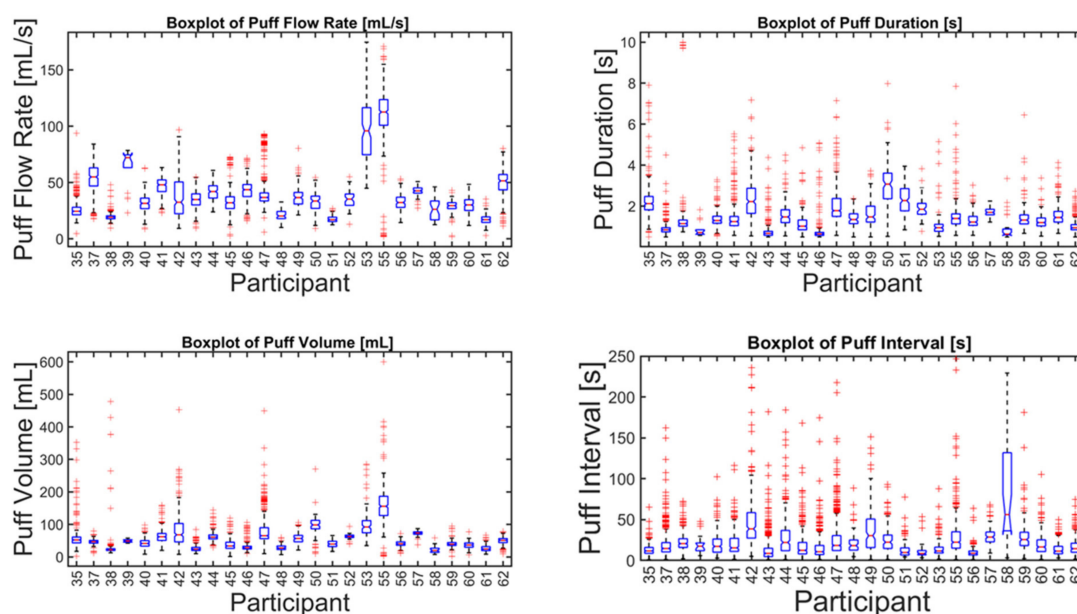 Boxplot of Puff Flow Rate [mL/s]
Puff Flow Rate [mL/s]
150
100
50
0
35 37 38 39 40 41 42 43 44 45 46 47 48 49 50 51 52 53 55 57 58 59 60 61 62
Participant
Boxplot of Puff Duration [s]
Puff Duration [s]
10
8
6
4
2
35 37 38 39 40 41 42 43 44 45 46 47 48 49 50 51 52 53 55 56 57 58 59 60 61 62
Participant
Boxplot of Puff Volume [mL]
Puff Volume [mL]
600
500
400
300
200
100
0
35 37 38 39 40 41 42 43 44 45 46 47 48 49 50 51 52 53 55 56 57 58 59 60 61 62
Participant
Boxplot of Puff Interval [s]
Puff Interval [s]
250
200
150
100
50
0
35 37 38 39 40 41 42 43 44 45 46 47 48 49 50 51 52 53 55 56 57 58 59 60 61 62
Participant